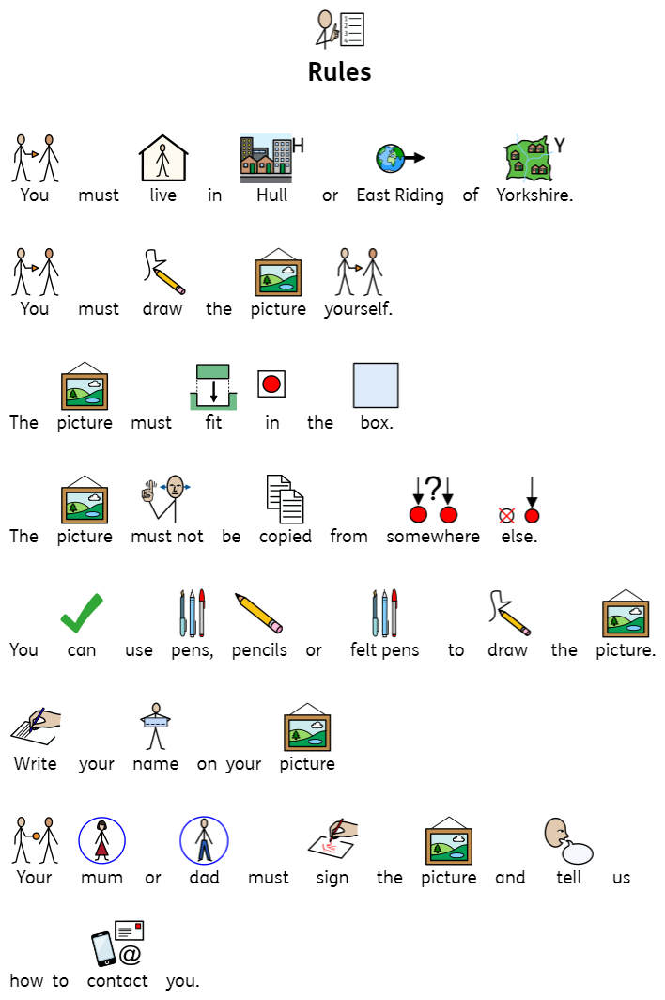 Rules
You must live in Hull or East Riding of Yorkshire.
You must draw the picture yourself.
The picture must fit in the box.
The picture must not be copied from somewhere else.
You can use pens, pencils or felt pens to draw the picture.
Write your name on your picture
Your mum or dad must sign the picture and tell us
how to contact you.